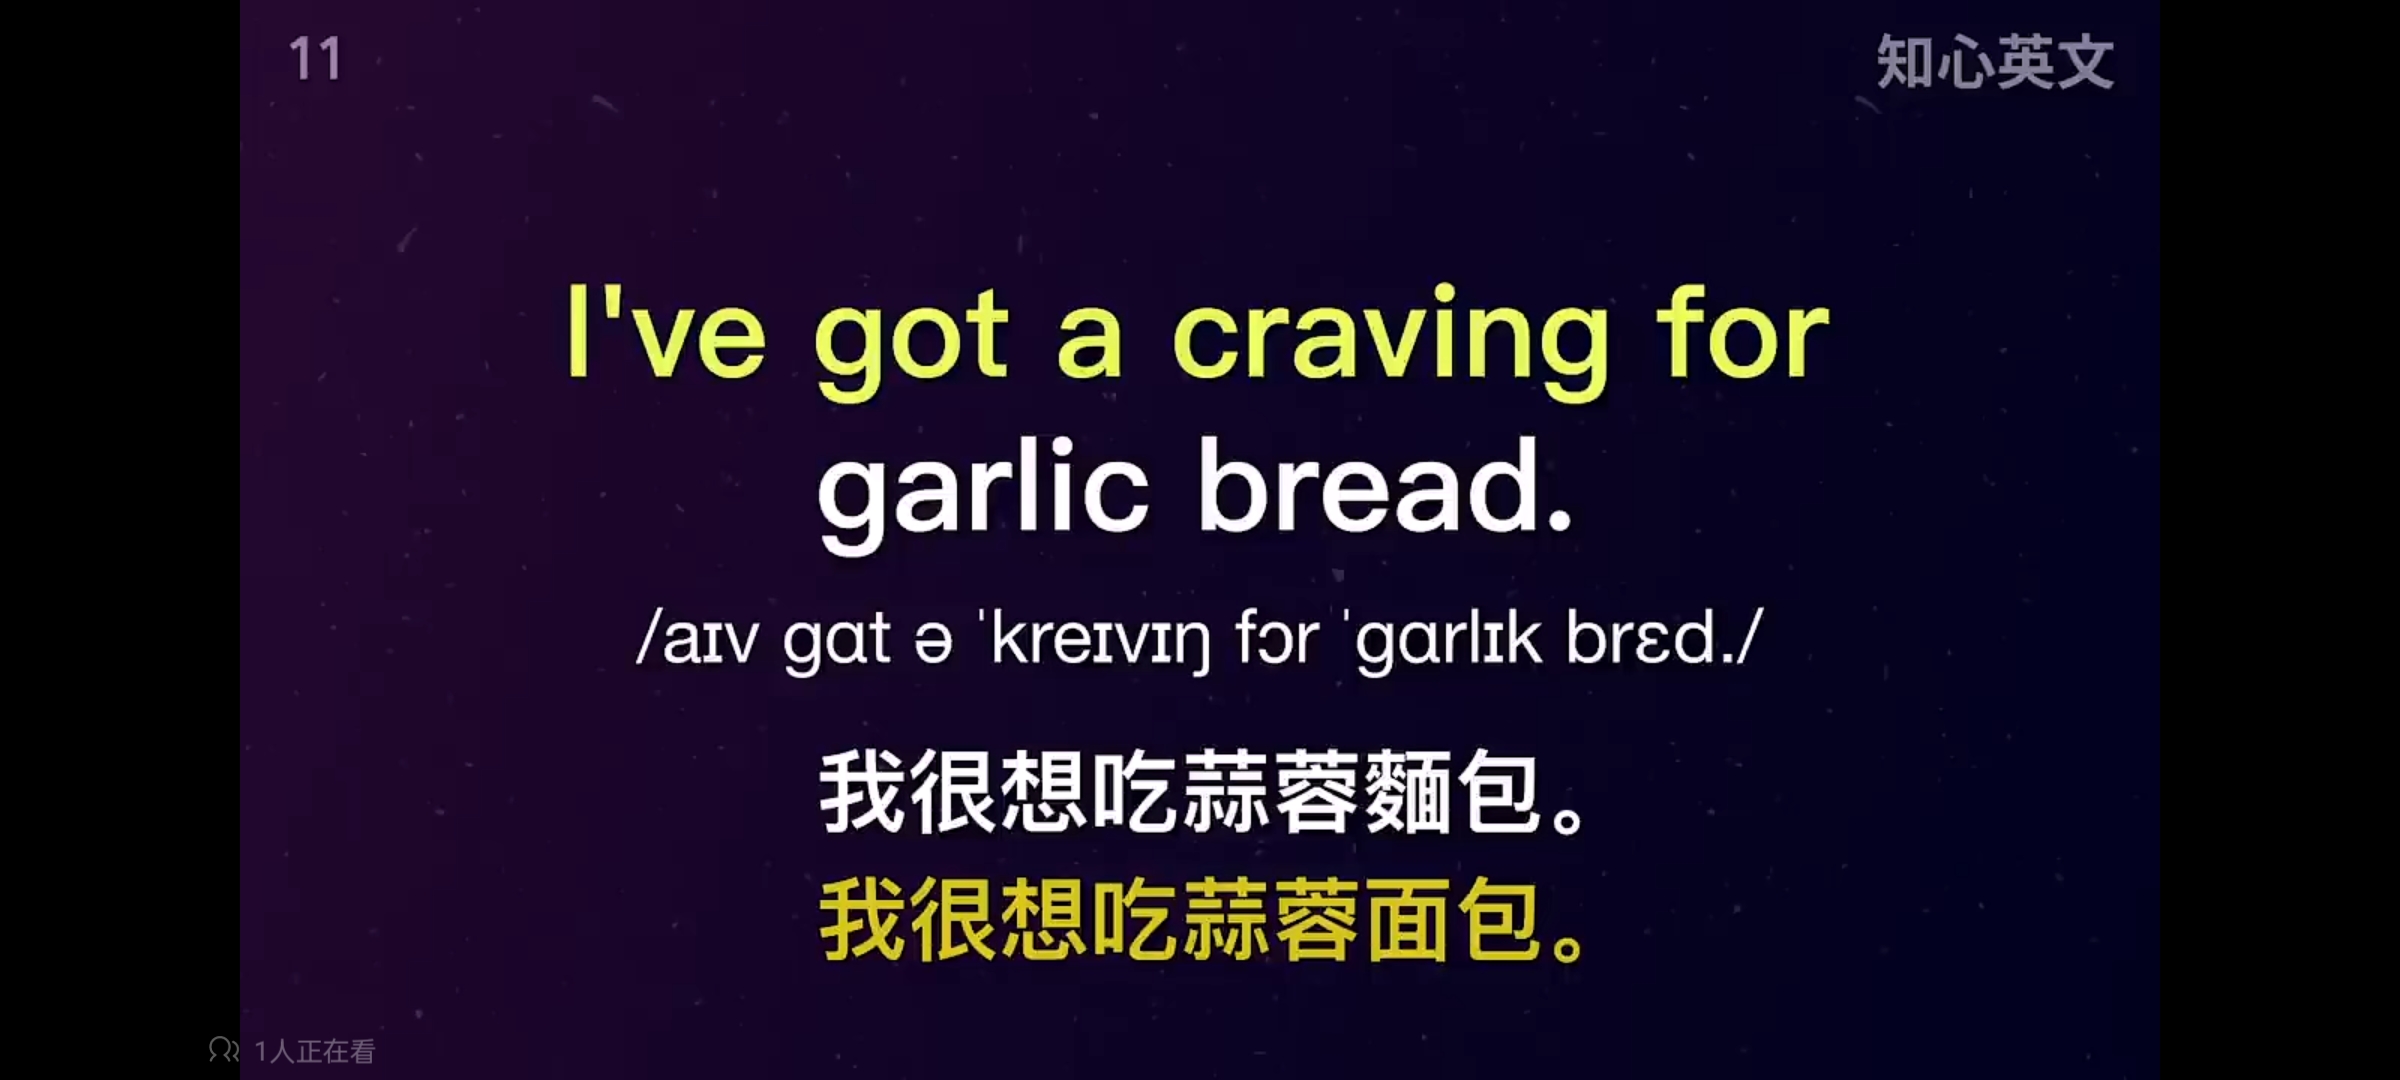 11
知心英文
I've got a craving for
garlic bread.
/aɪv gɑt ə ˈkreɪvɪŋ fɔr ˈgɑrlɪk brɛd./
我很想吃蒜蓉麵包。
我很想吃蒜蓉面包。
1人正在看